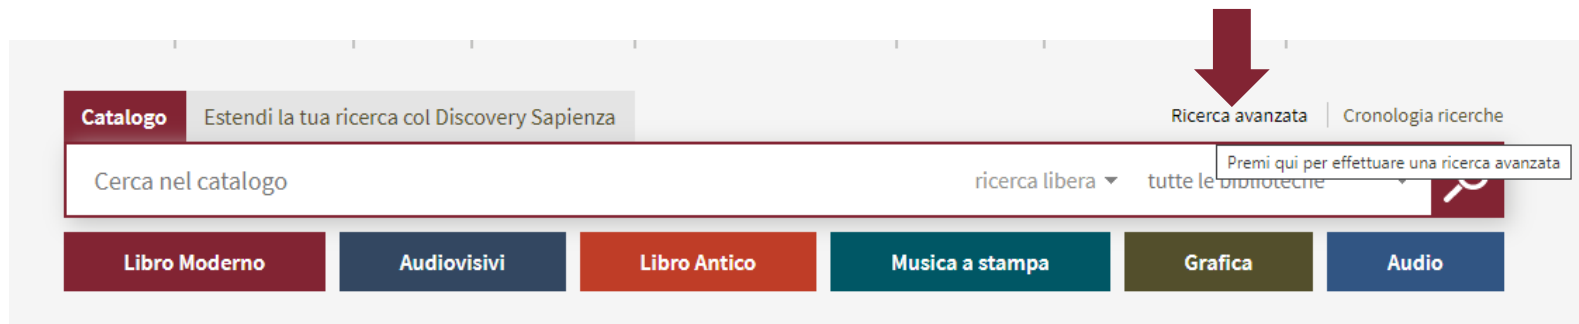 Catalogo Estendi la tua ricerca col Discovery Sapienza Ricerca avanzata Cronologia ricerche
Premi qui per effettuare una ricerca avanzata
Cerca nel catalogo ricerca libera tutte le biblioteche
Libro Moderno Audiovisivi Libro Antico Musica a stampa Grafica Audio